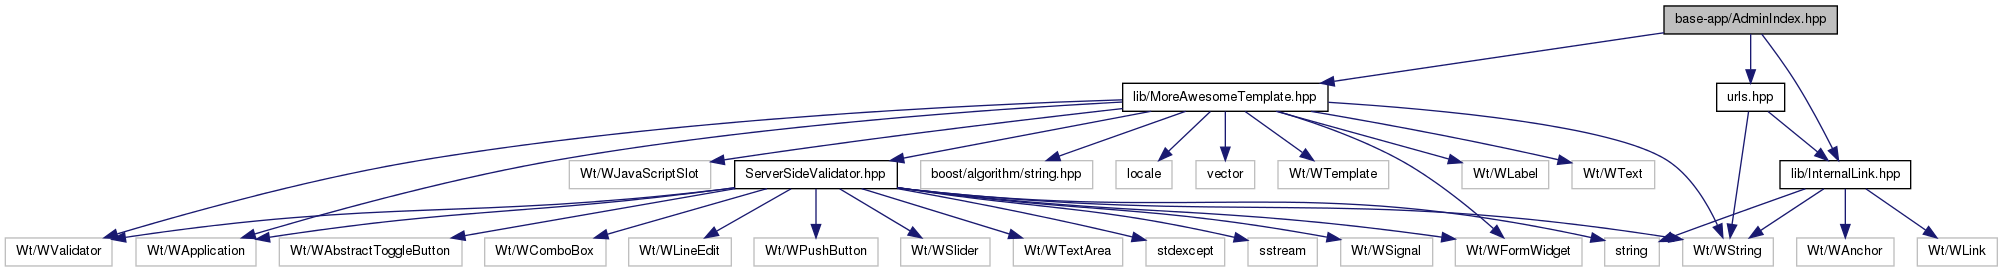 base-app/AdminIndex.hpp
lib/MoreAwesomeTemplate.hpp
urls.hpp
Wt/WJavaScriptSlot
ServerSideValidator.hpp
boost/algorithm/string.hpp
locale
vector
Wt/WTemplate
Wt/WLabel
Wt/WText
lib/InternalLink.hpp
Wt/WValidator
Wt/WApplication
Wt/WAbstractToggleButton
Wt/WComboBox
Wt/WLineEdit
Wt/WPushButton
Wt/WSlider
Wt/WTextArea
stdexcept
sstream
Wt/WSignal
Wt/WFormWidget
string
Wt/WString
Wt/WAnchor
Wt/WLink